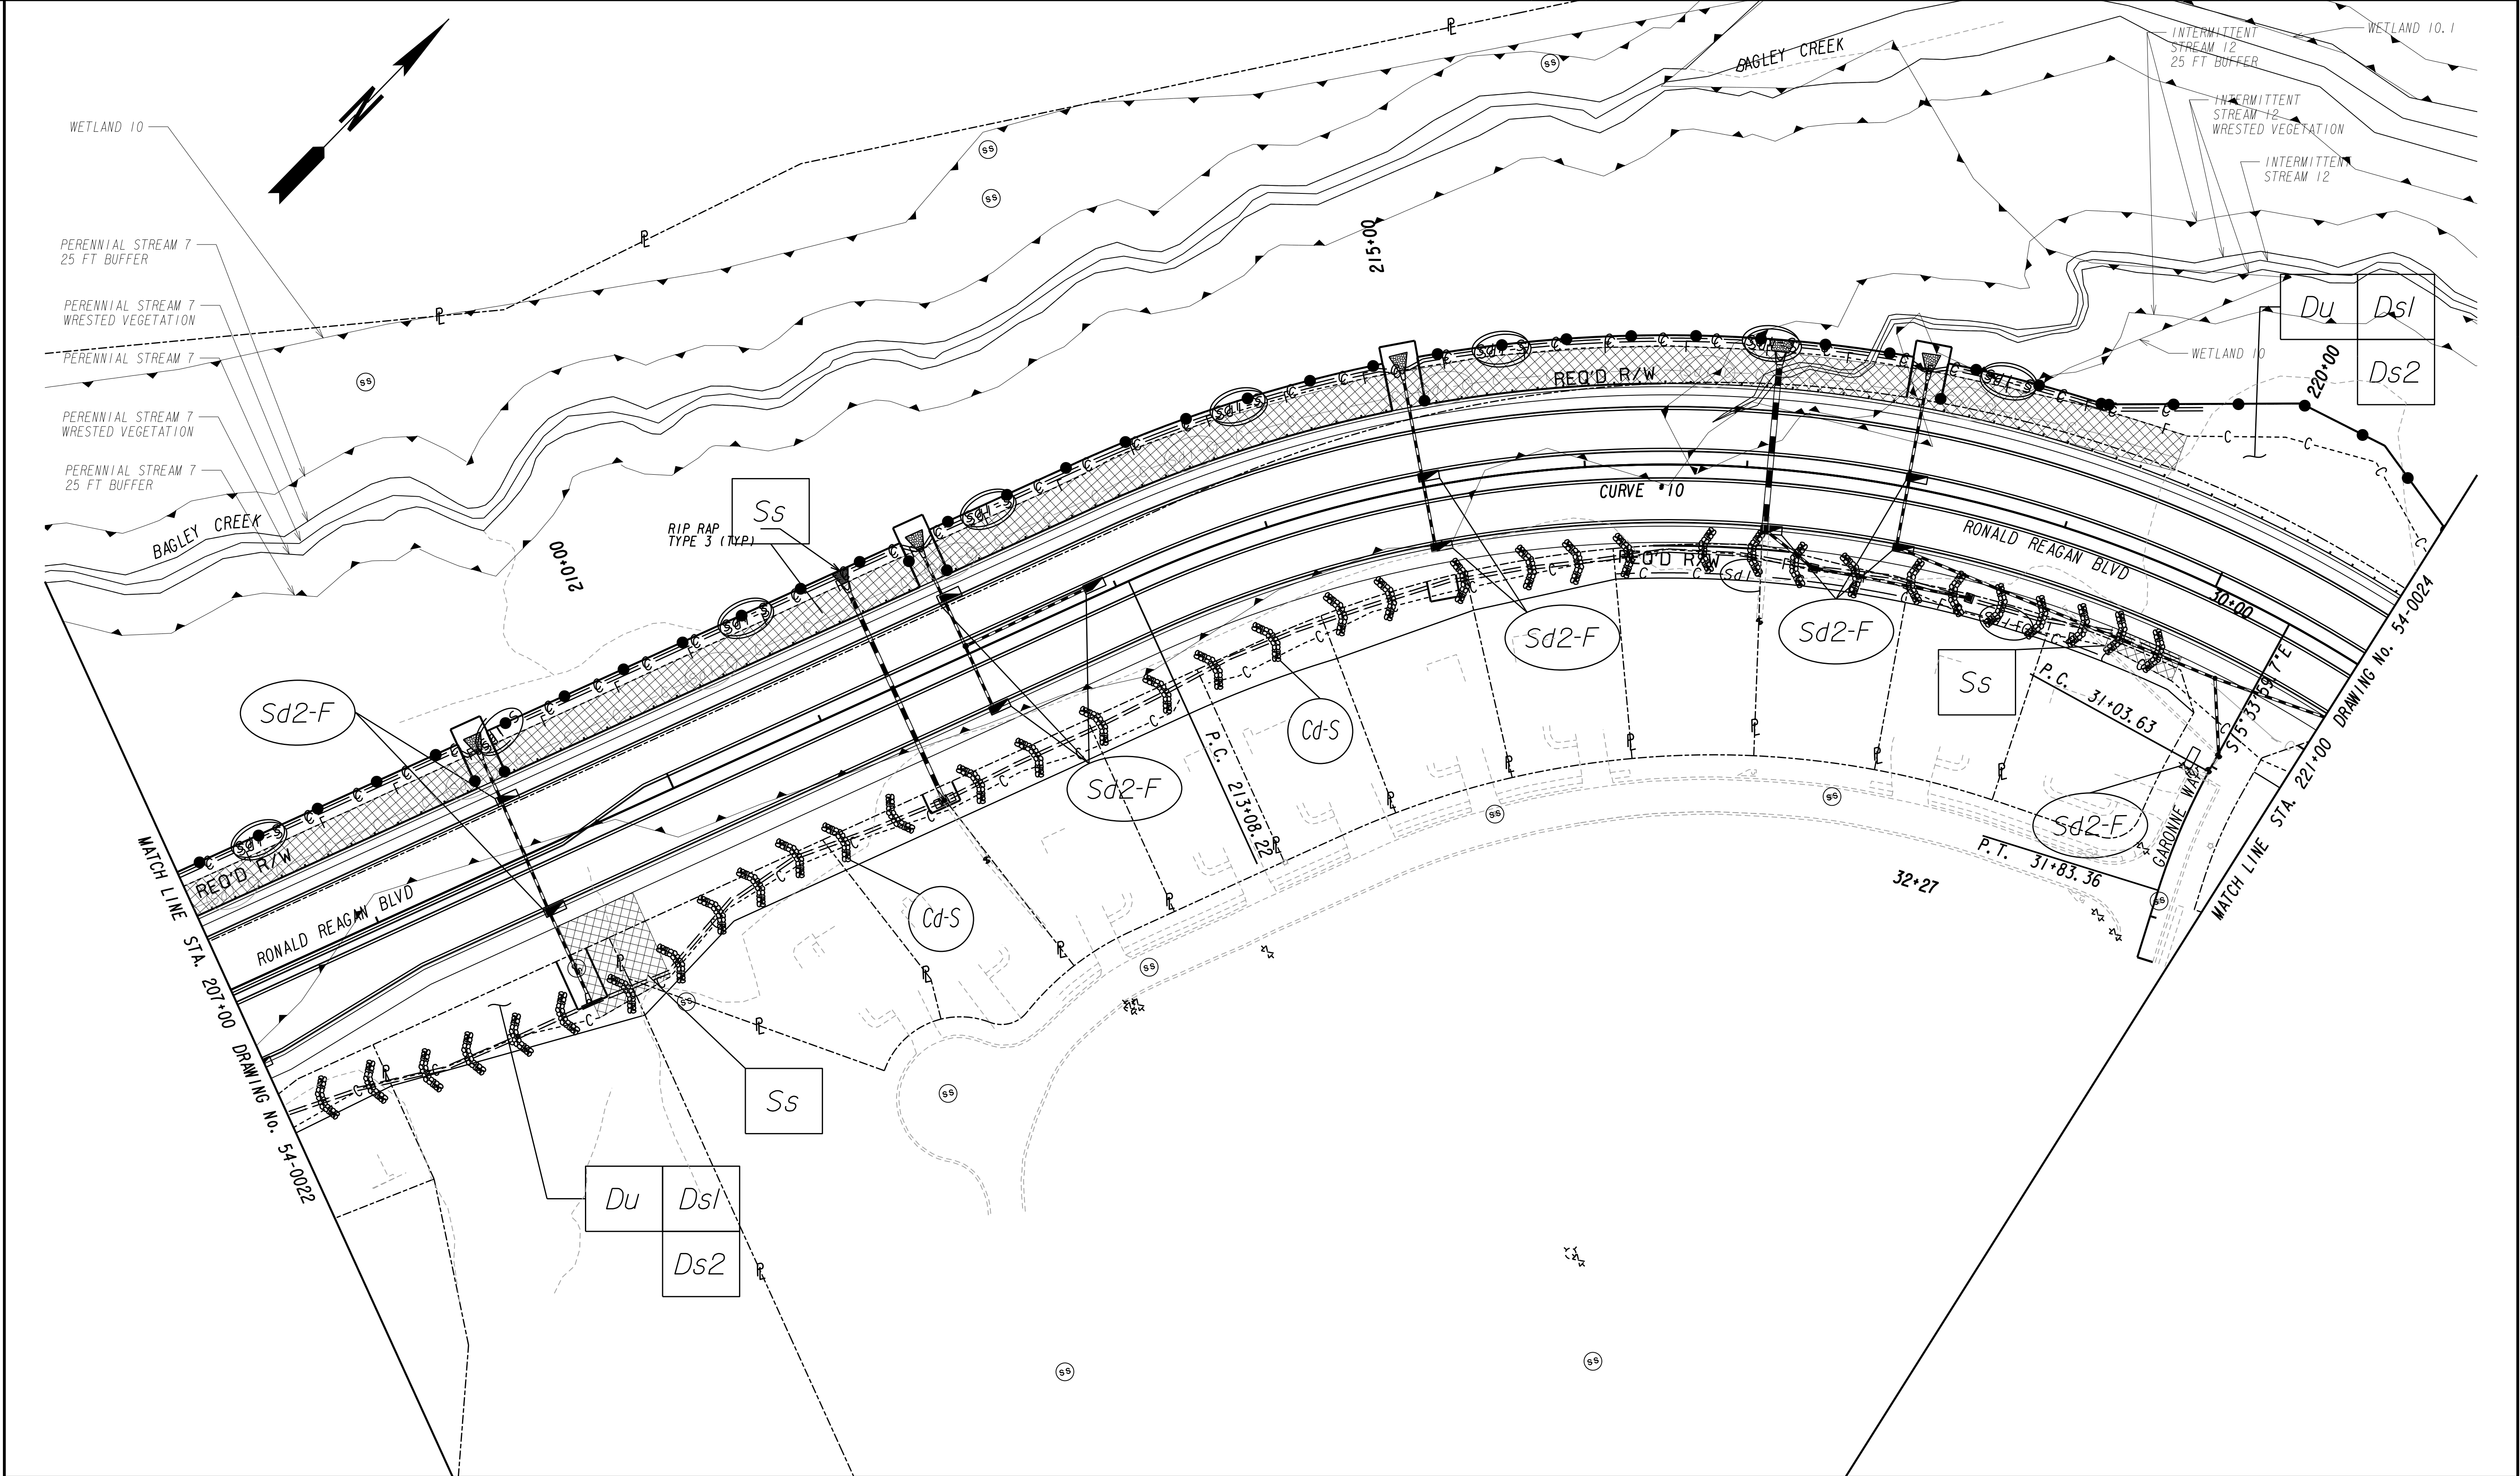 N
WETLAND 10
PERENNIAL STREAM 7
25 FT BUFFER
PERENNIAL STREAM 7
WRESTED VEGETATION
PERENNIAL STREAM 7
PERENNIAL STREAM 7
WRESTED VEGETATION
PERENNIAL STREAM 7
25 FT BUFFER
BAGLEY CREEK
BAGLEY CREEK
INTERMITTENT
STREAM 12
25 FT BUFFER
WETLAND 10.1
INTERMITTENT
STREAM 12
WRESTED VEGETATION
INTERMITTENT
STREAM 12
WETLAND 10
Du
Ds1
Ds2
210+00
215+00
220+00
RIP RAP
TYPE 3 (TYP)
Ss
REQ'D R/W
CURVE #10
RONALD REAGAN BLVD
30+00
REQ'D R/W
Sd2-F
Sd2-F
Sd2-F
Sd2-F
Sd2-F
Cd-S
Cd-S
Ss
P.C. 213+08.22
P.C. 31+03.63
P.T. 31+83.36
32+27
GARONNE WAY
REQ'D R/W
RONALD REAGAN BLVD
MATCH LINE STA. 207+00 DRAWING No. 54-0022
MATCH LINE STA. 221+00 DRAWING No. 54-0024
Ss
Du
Ds1
Ds2